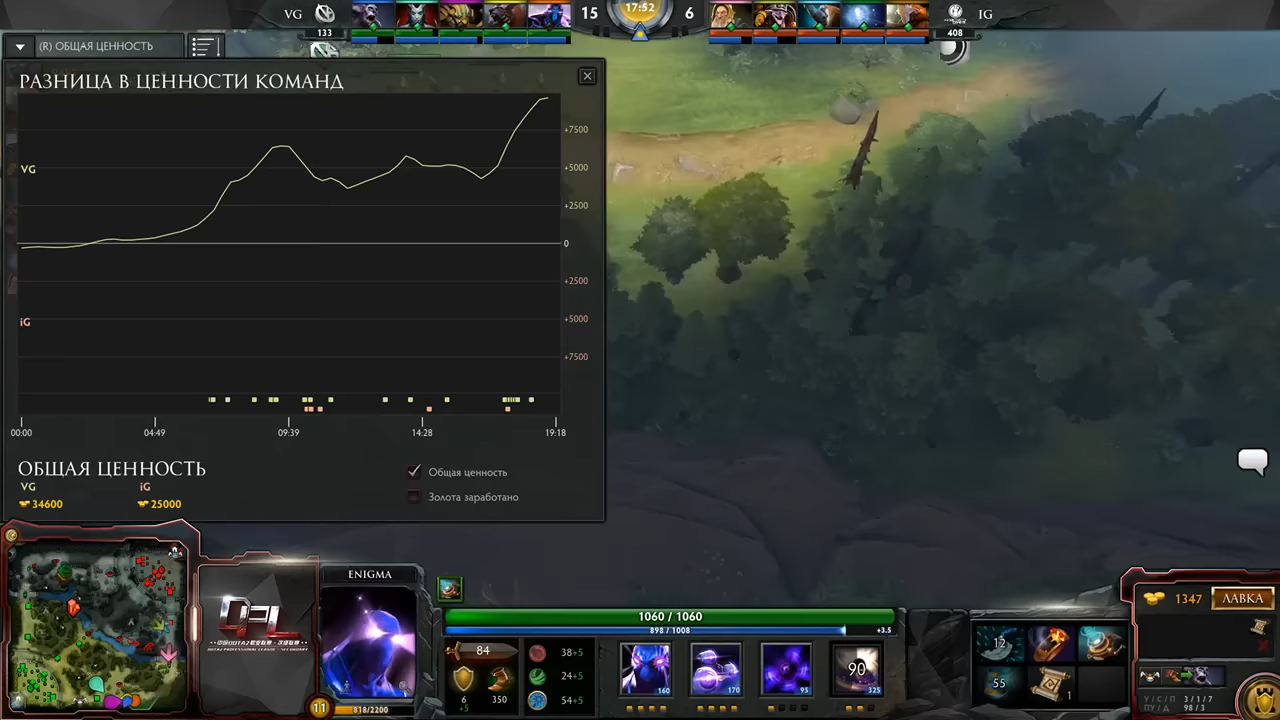 VG 133 15 17:52 6 IG 408
(R) ОБЩАЯ ЦЕННОСТЬ
РАЗНИЦА В ЦЕННОСТИ КОМАНД
+7500
VG +5000
+2500
0
+2500
iG +5000
+7500
00:00 04:49 09:39 14:28 19:18
ОБЩАЯ ЦЕННОСТЬ
VG iG
34600 25000
Общая ценность
Золота заработано
ENIGMA
11
818/2200
1060 / 1060
898 / 1008 +3.5
84
6 350
38+5
24+5
54+5
160 170 95 90 325
12
55 1
1347 ЛАВКА
У/С/П 3/1/7
ПУ/Д 98/3